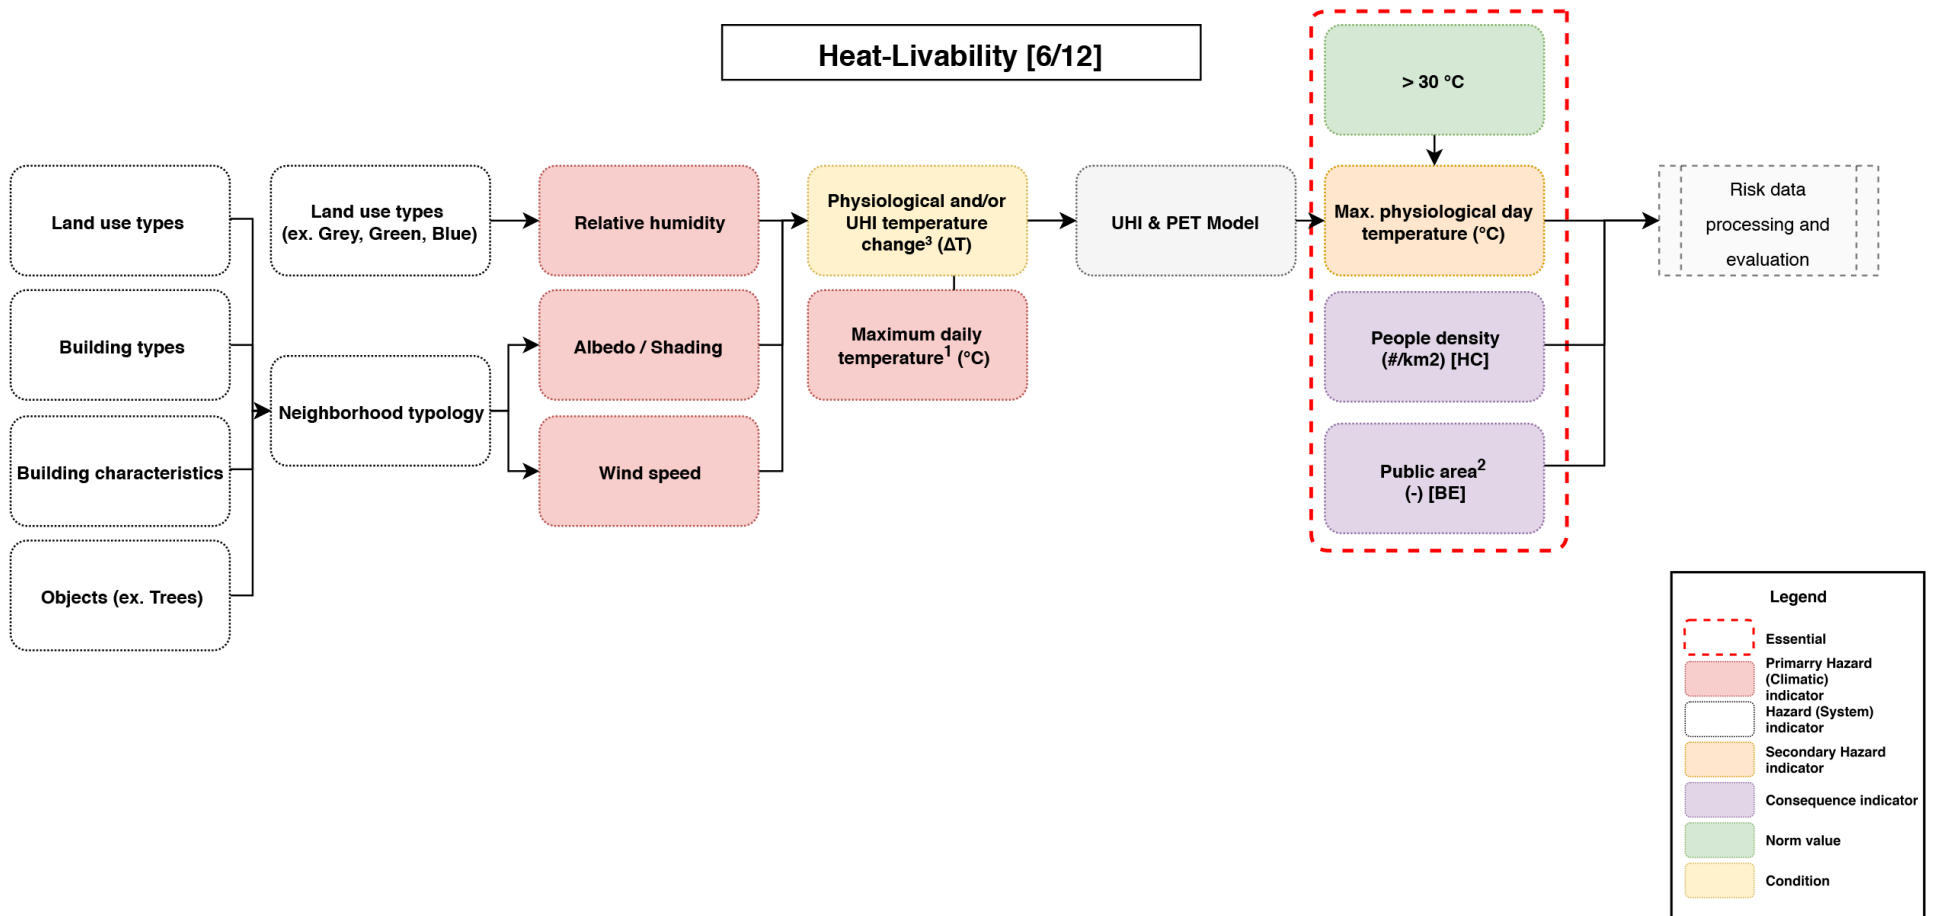 Heat-Livability [6/12]
> 30 °C
Land use types
Building types
Building characteristics
Objects (ex. Trees)
Land use types
(ex. Grey, Green, Blue)
Neighborhood typology
Relative humidity
Albedo / Shading
Wind speed
Physiological and/or
UHI temperature
change³ (ΔT)
Maximum daily
temperature¹ (°C)
UHI & PET Model
Max. physiological day
temperature (°C)
People density
(#/km2) [HC]
Public area²
(-) [BE]
Risk data
processing and
evaluation
Legend
Essential
Primarry Hazard
(Climatic)
indicator
Hazard (System)
indicator
Secondary Hazard
indicator
Consequence indicator
Norm value
Condition